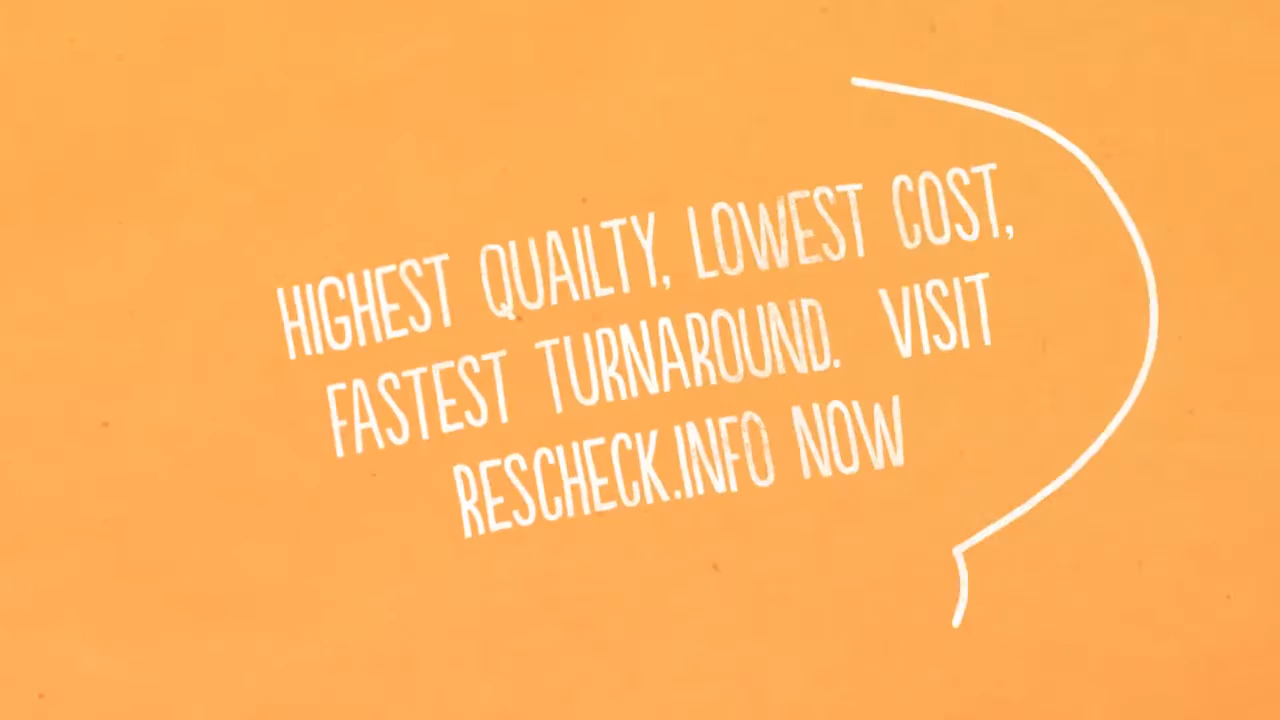 HIGHEST QUAILTY, LOWEST COST,
FASTEST TURNAROUND. VISIT
RESCHECK.INFO NOW